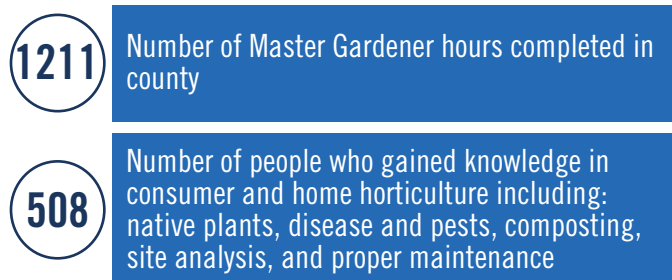 1211
Number of Master Gardener hours completed in
county
508
Number of people who gained knowledge in
consumer and home horticulture including:
native plants, disease and pests, composting,
site analysis, and proper maintenance